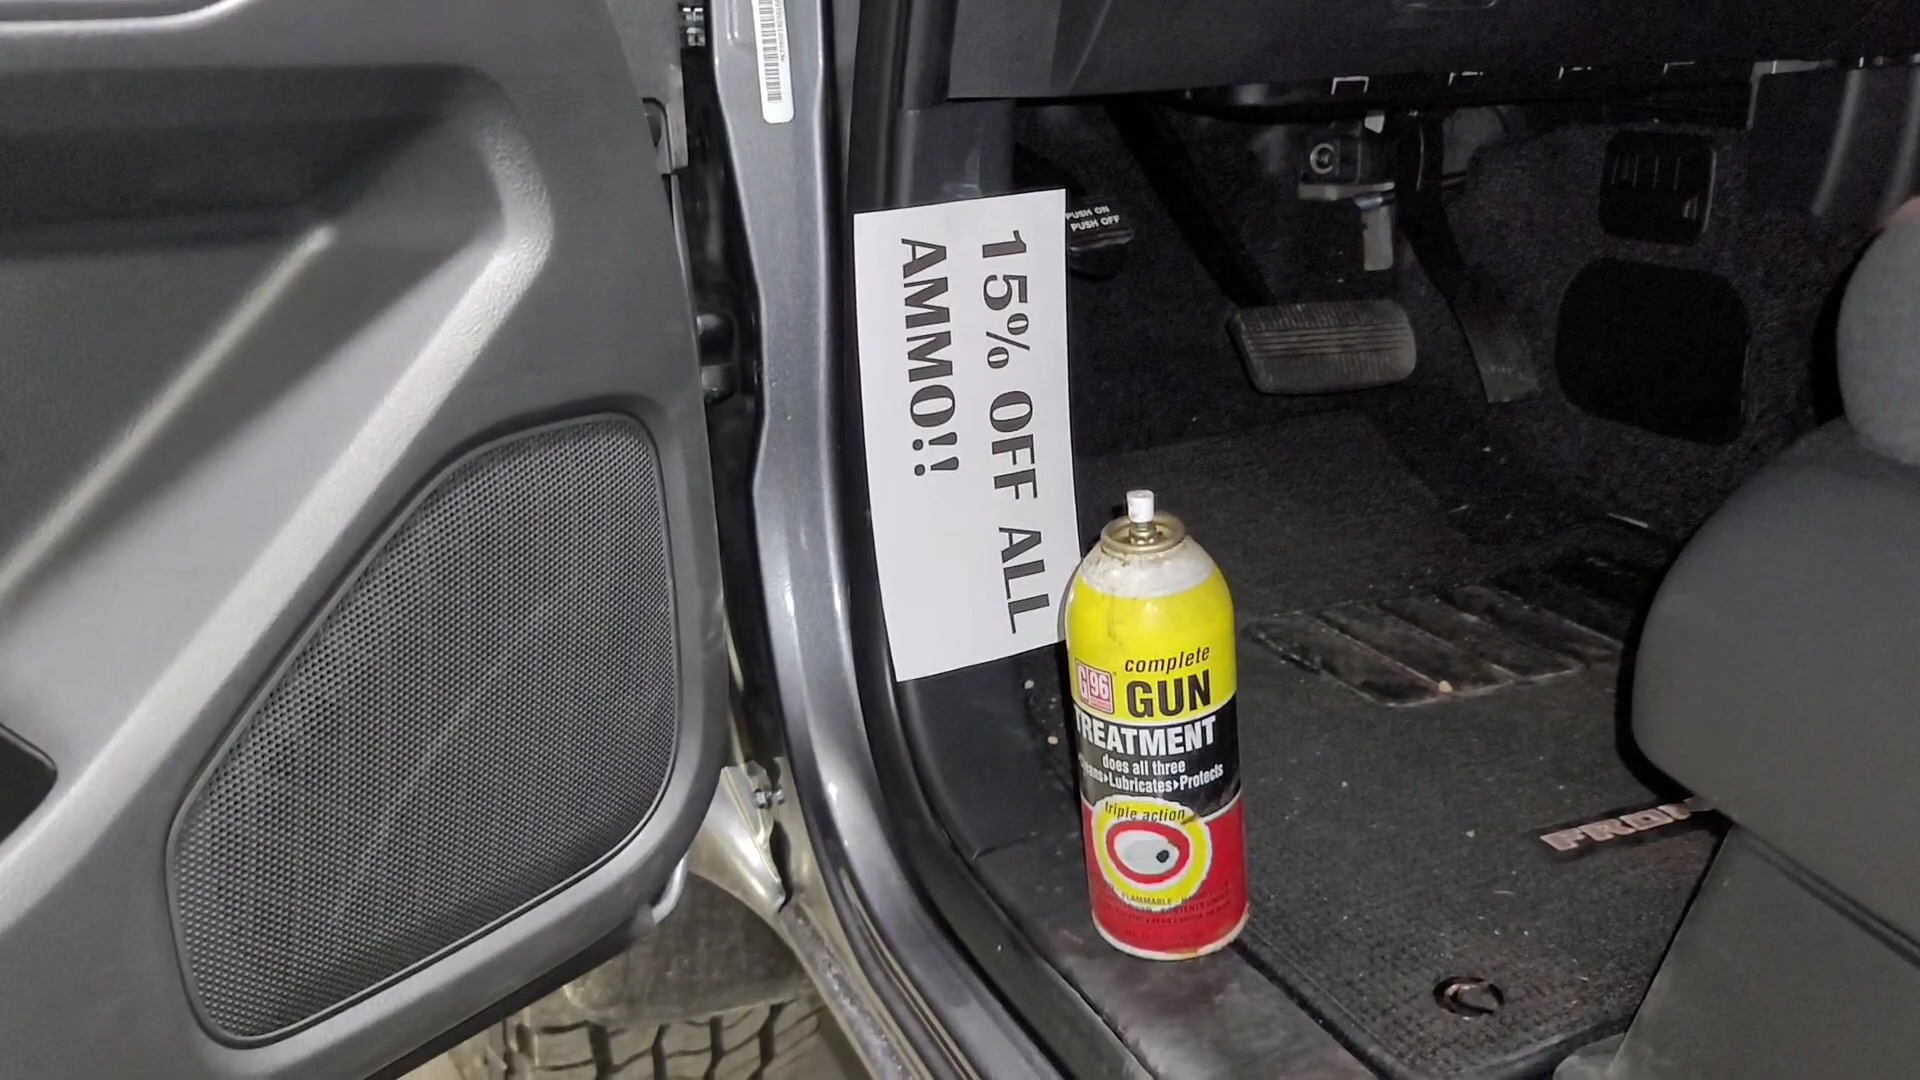 15% OFF ALL
AMMO!!
PUSH ON
PUSH OFF
complete
G 96
GUN
TREATMENT
does all three
Lubricates▸Protects
triple action
FLAMMABLE